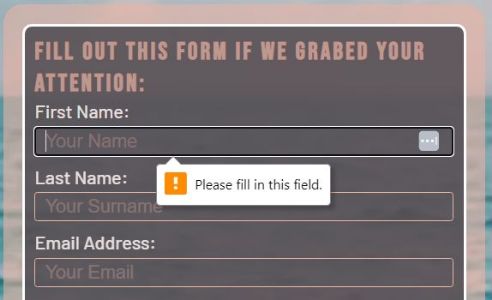 FILL OUT THIS FORM IF WE GRABED YOUR
ATTENTION:
First Name:
Your Name
Please fill in this field.
Last Name:
Your Surname
Email Address:
Your Email